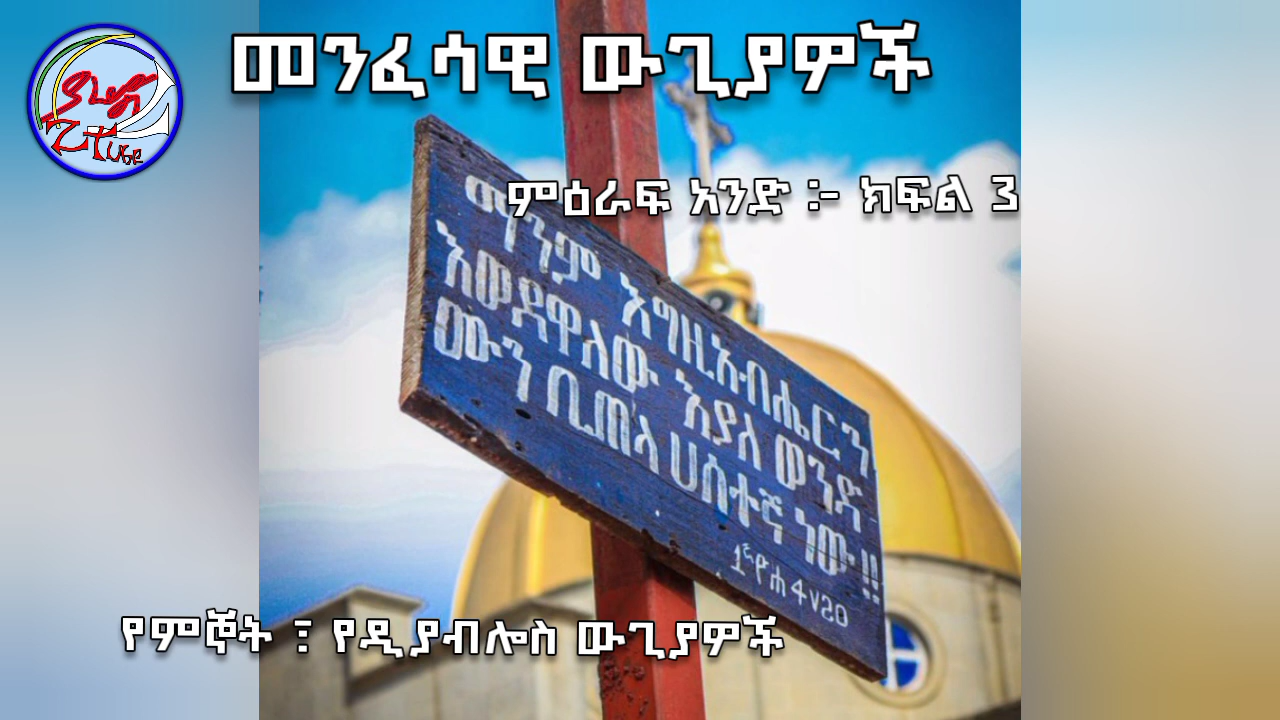 መንፈሳዊ ውጊያዎች
ምዕራፍ አንድ ፦ ክፍል 3
ማንም እግዚአብሔርን
እወዳዋለው እያለ ወንድ
ሙን ቢጠላ ሀሰተኛ ነው!!
1ኛዮሐ 4 v 20
የምኞት ፣ የዲያብሎስ ውጊያዎች